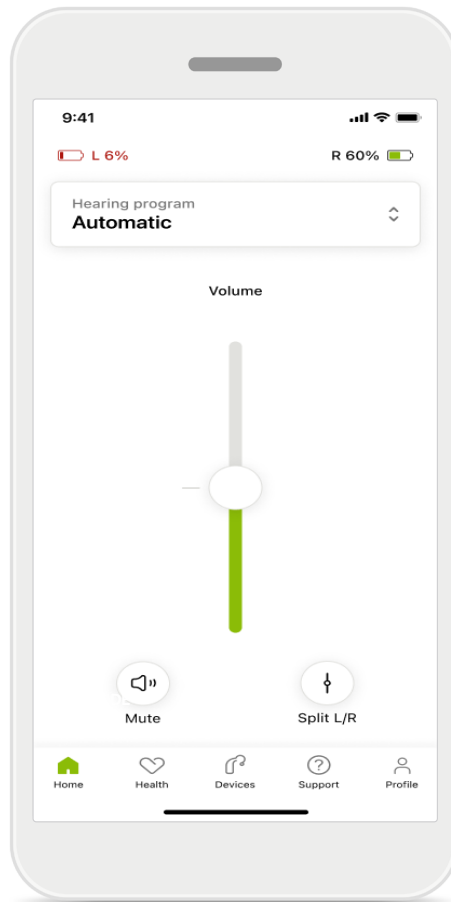 9:41
L 6%
R 60%
Hearing program
Automatic
Volume
Mute
Split L/R
Home
Health
Devices
Support
Profile